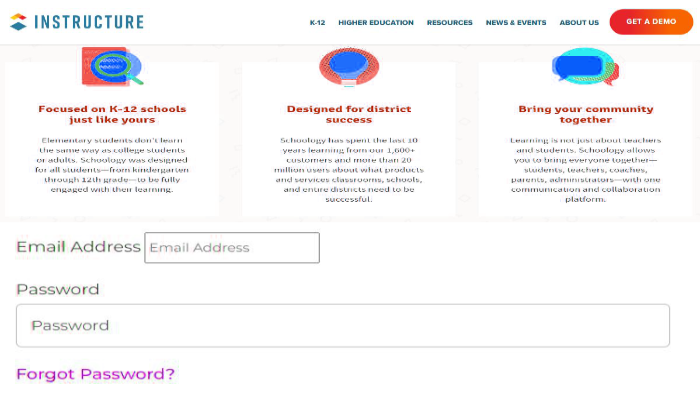 INSTRUCTURE K-12 HIGHER EDUCATION RESOURCES NEWS & EVENTS ABOUT US GET A DEMO
Focused on K-12 schools
just like yours
Elementary students don't learn
the same way as college students
or adults. Schoology was designed
for all students—from kindergarten
through 12th grade—to be fully
engaged with their learning.
Designed for district
success
Schoology has spent the last 10
years learning from our 1,600+
customers and more than 20
million users about what products
and services classrooms, schools,
and entire districts need to be
successful.
Bring your community
together
Learning is not just about teachers
and students. Schoology allows
you to bring everyone together—
students, teachers, coaches,
parents, administrators—with one
communication and collaboration
platform.
Email Address Email Address
Password
Password
Forgot Password?